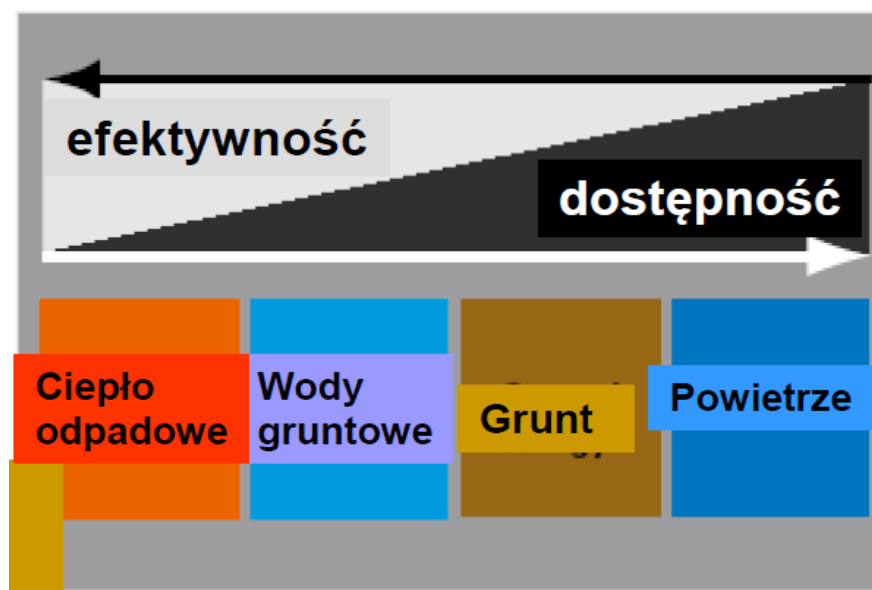 efektywność
dostępność
Ciepło
odpadowe
Wody
gruntowe
Grunt
Powietrze